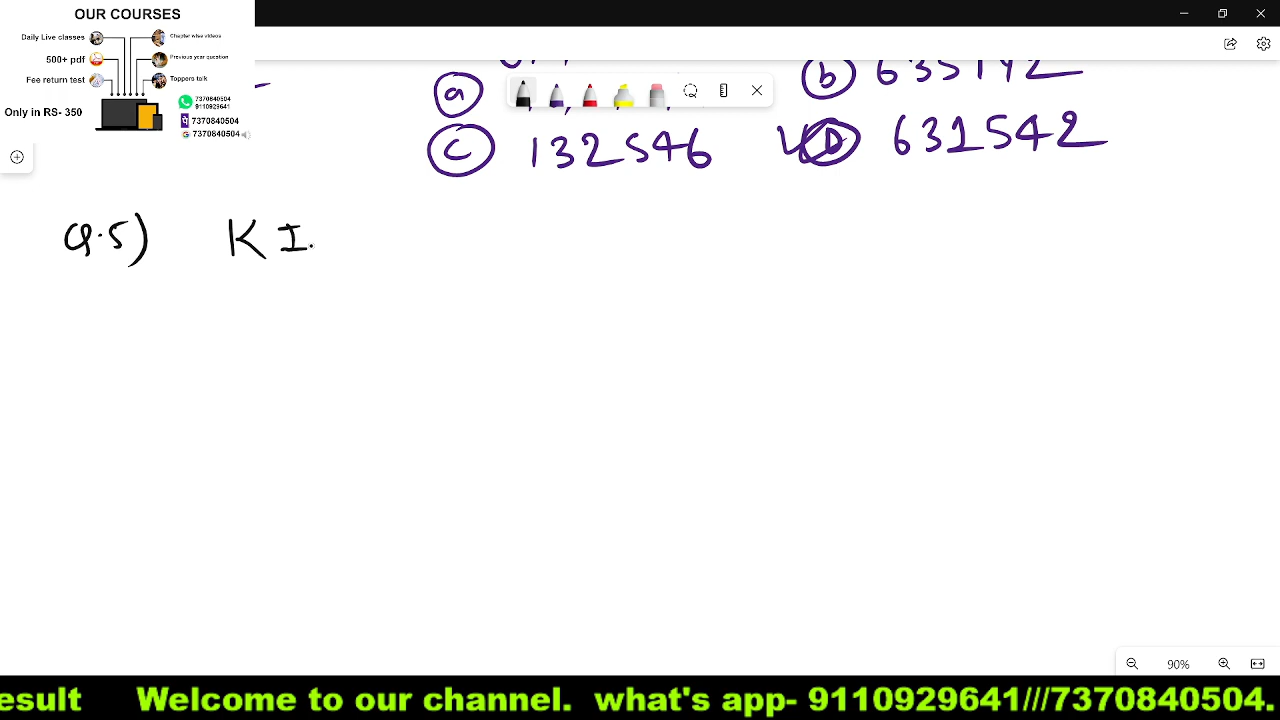 OUR COURSES
Daily Live classes
Chapter wise videos
500+ pdf
Previous year question
Fee return test
Toppers talk
Only in RS- 350
7370840504
9110929641
7370840504
7370840504
a
b 635142
c 132546
D 631542
Q.5) K I
90%
esult Welcome to our channel. what's app- 9110929641///7370840504.